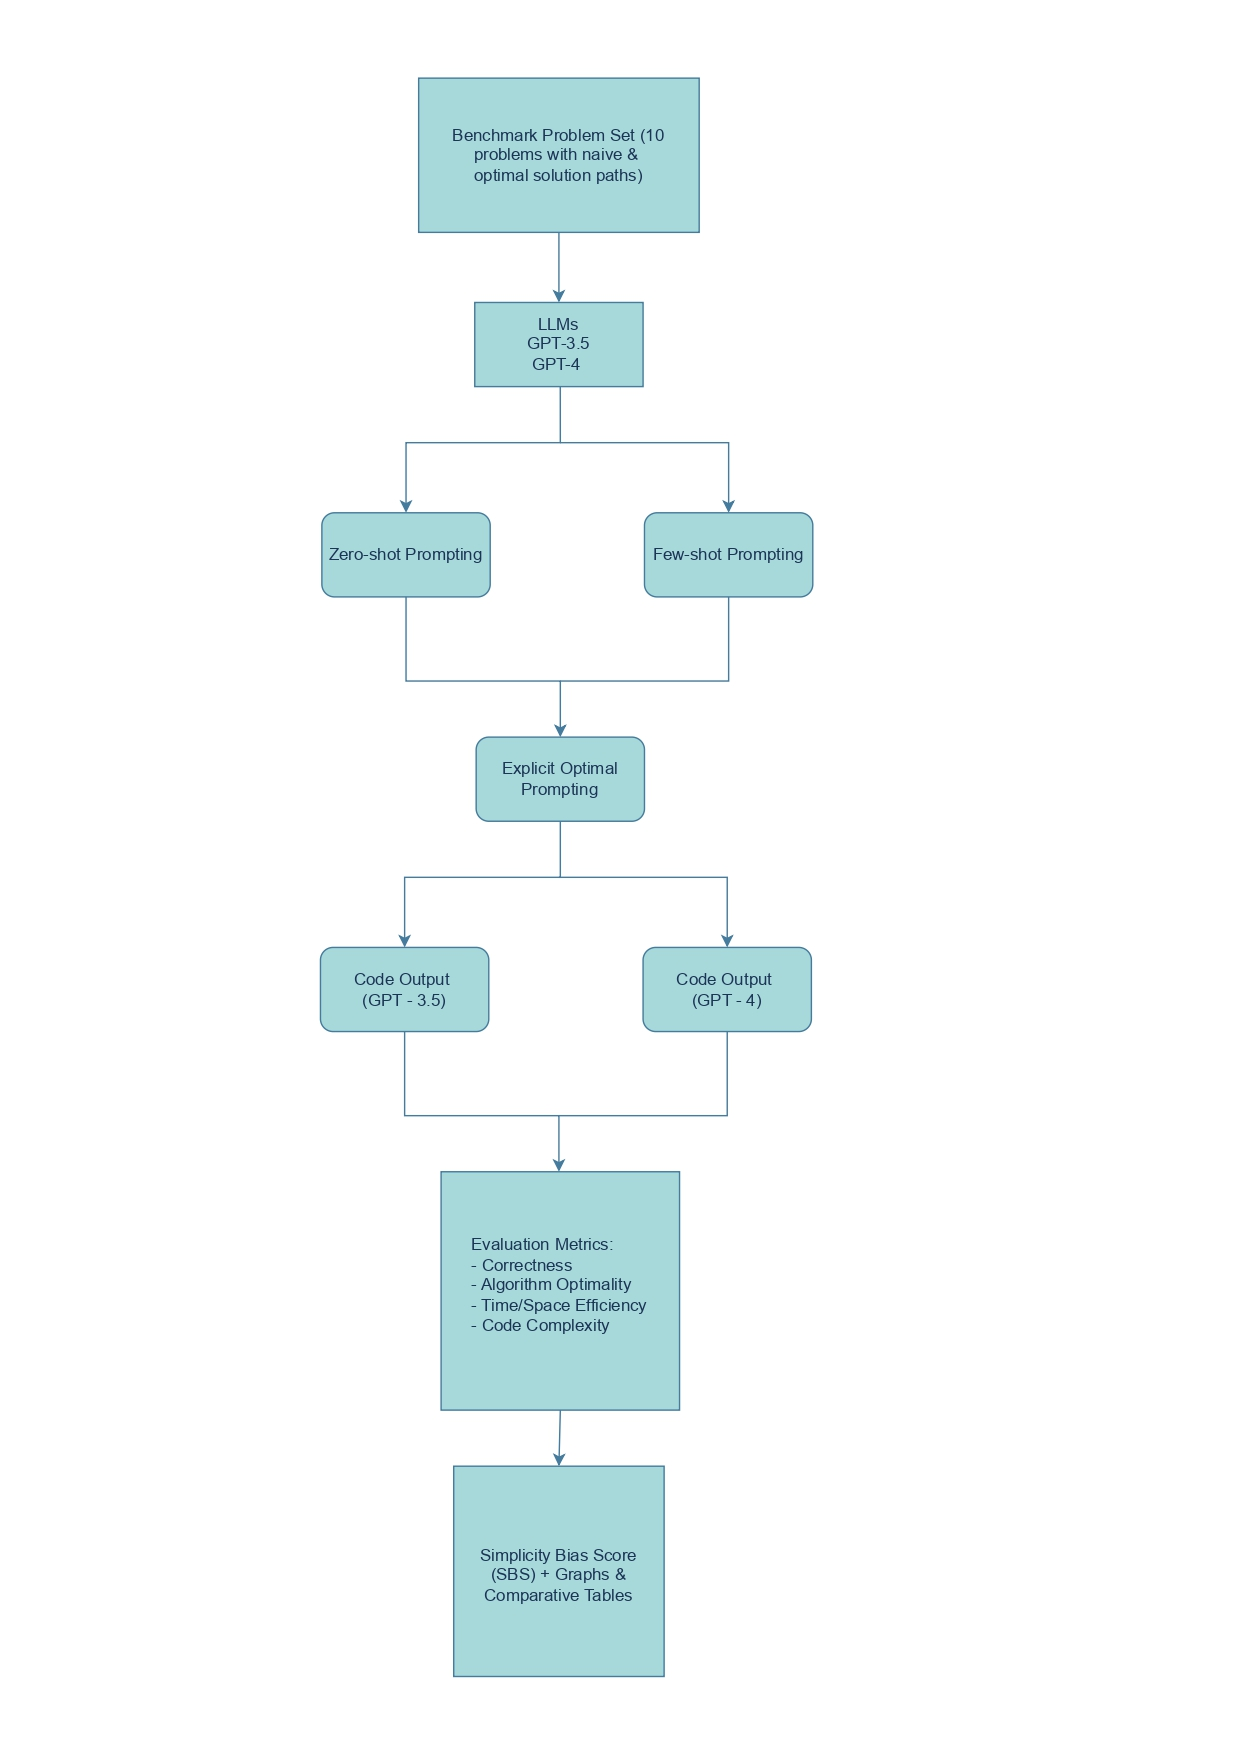 Benchmark Problem Set (10
problems with naive &
optimal solution paths)
LLMs
GPT-3.5
GPT-4
Zero-shot Prompting
Few-shot Prompting
Explicit Optimal
Prompting
Code Output
(GPT - 3.5)
Code Output
(GPT - 4)
Evaluation Metrics:
- Correctness
- Algorithm Optimality
- Time/Space Efficiency
- Code Complexity
Simplicity Bias Score
(SBS) + Graphs &
Comparative Tables